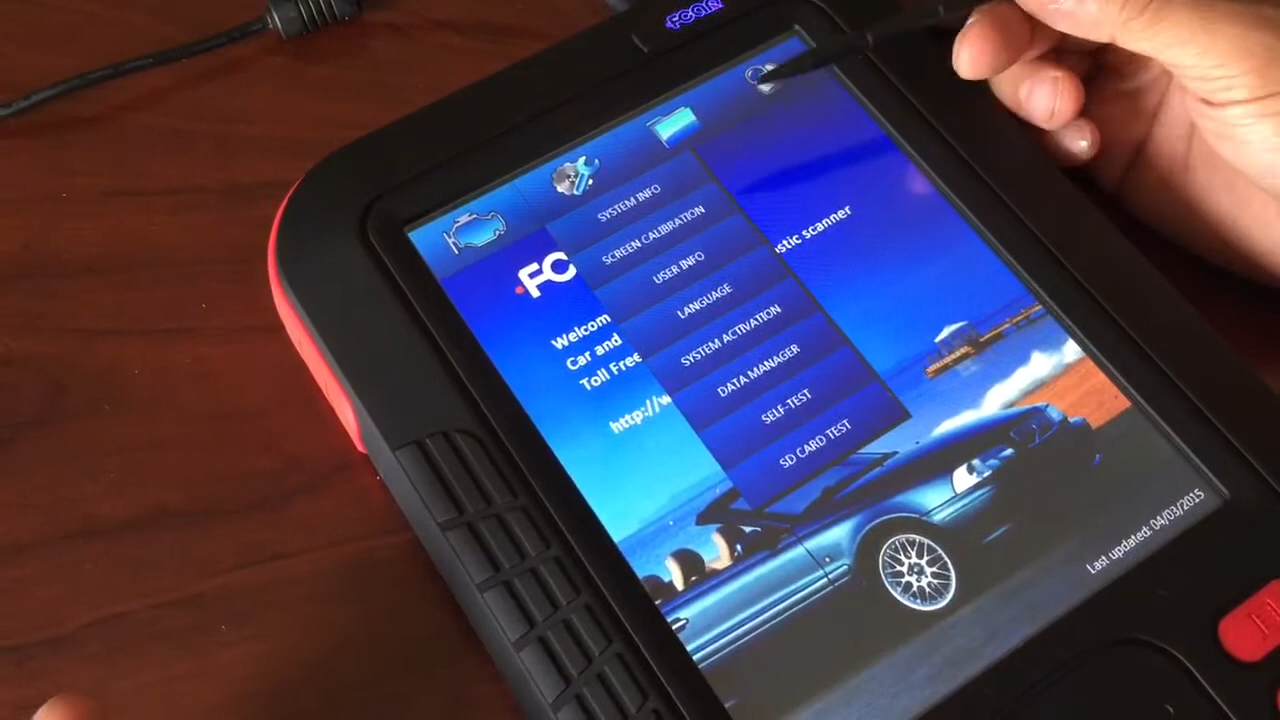 FCAR
FC
SYSTEM INFO
SCREEN CALIBRATION
USER INFO
LANGUAGE
SYSTEM ACTIVATION
DATA MANAGER
SELF-TEST
SD CARD TEST
stic scanner
Welcom
Car and
Toll Free
http://w
Last updated: 04/03/2015